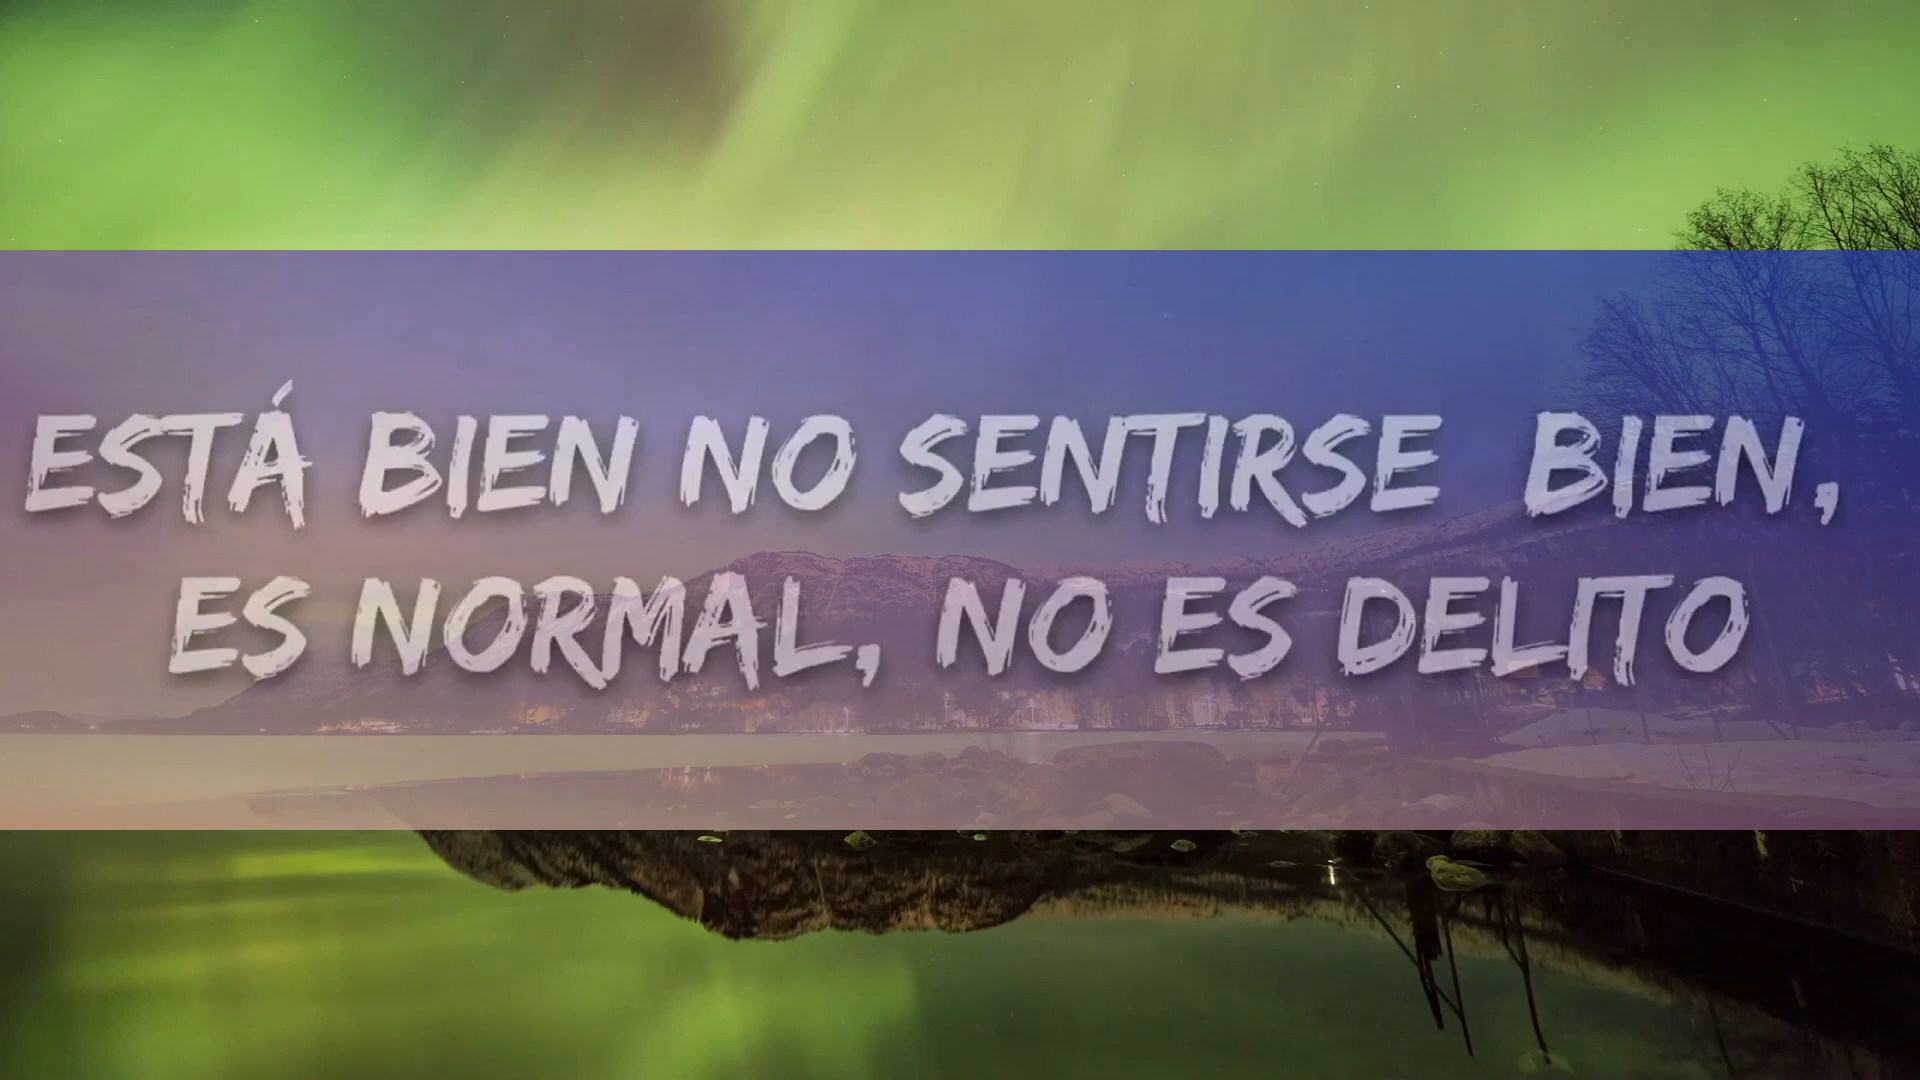 ESTÁ BIEN NO SENTIRSE BIEN,
ES NORMAL, NO ES DELITO